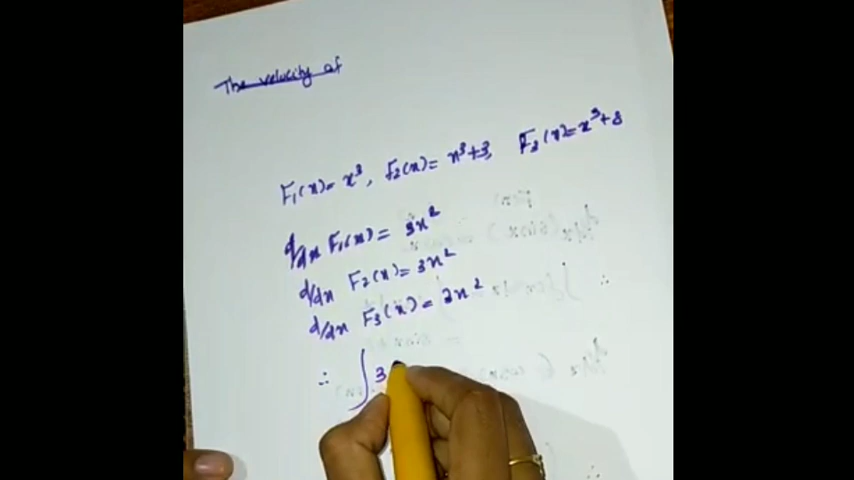 The velocity of
F₁(x) = x³, F₂(x) = x³+3, F₃(x) = x³+8
d/dx F₁(x) = 3x²
d/dx F₂(x) = 3x²
d/dx F₃(x) = 3x²
∴ ∫ 3